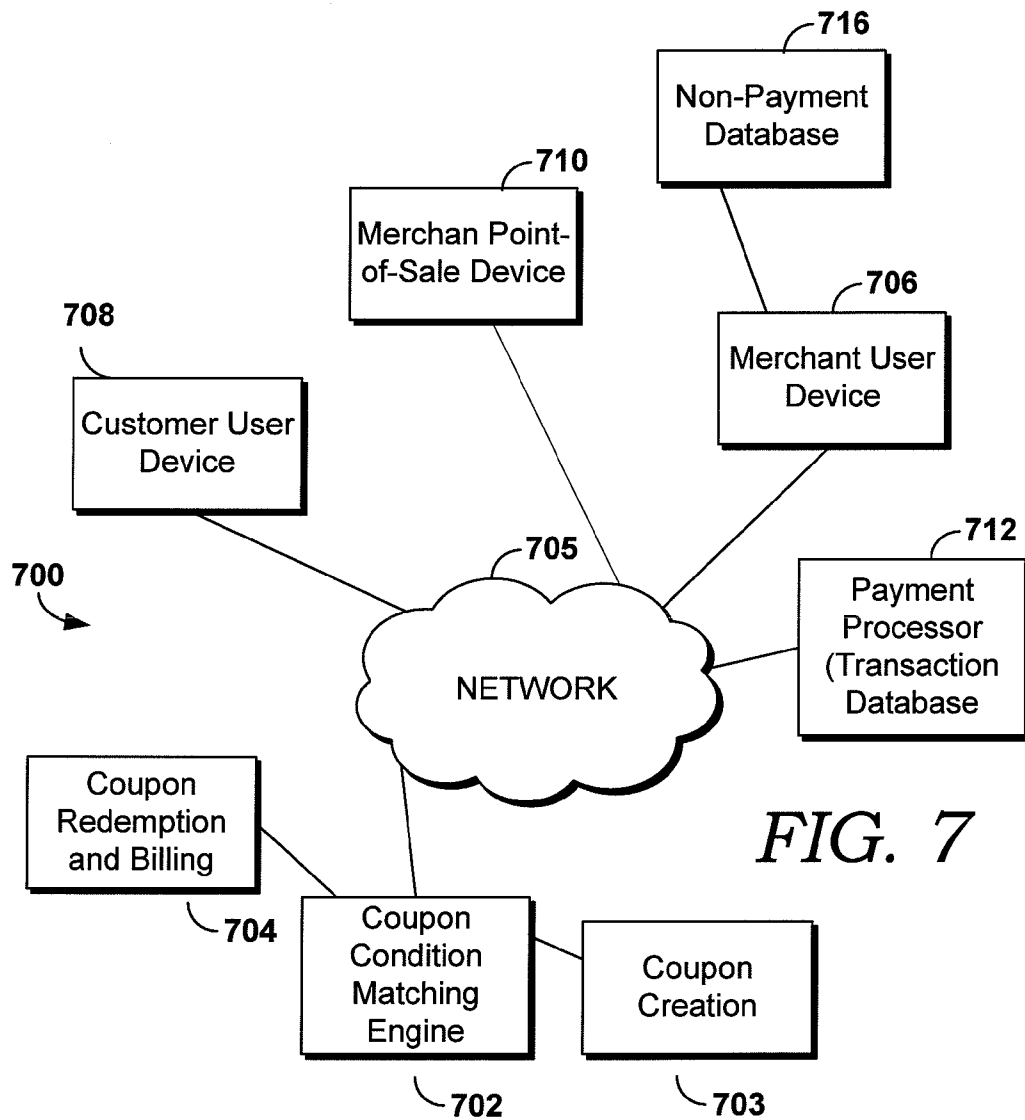 716
Non-Payment
Database
710
Merchan Point-
of-Sale Device
706
Merchant User
Device
708
Customer User
Device
705
NETWORK
712
Payment
Processor
(Transaction
Database
700
Coupon
Redemption
and Billing
704
FIG. 7
Coupon
Condition
Matching
Engine
702
Coupon
Creation
703